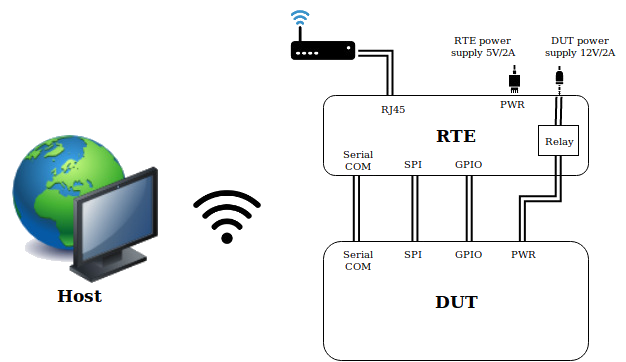 RTE power
supply 5V/2A
DUT power
supply 12V/2A
RJ45
PWR
RTE
Relay
Serial
COM
SPI
GPIO
Serial
COM
SPI
GPIO
PWR
Host
DUT